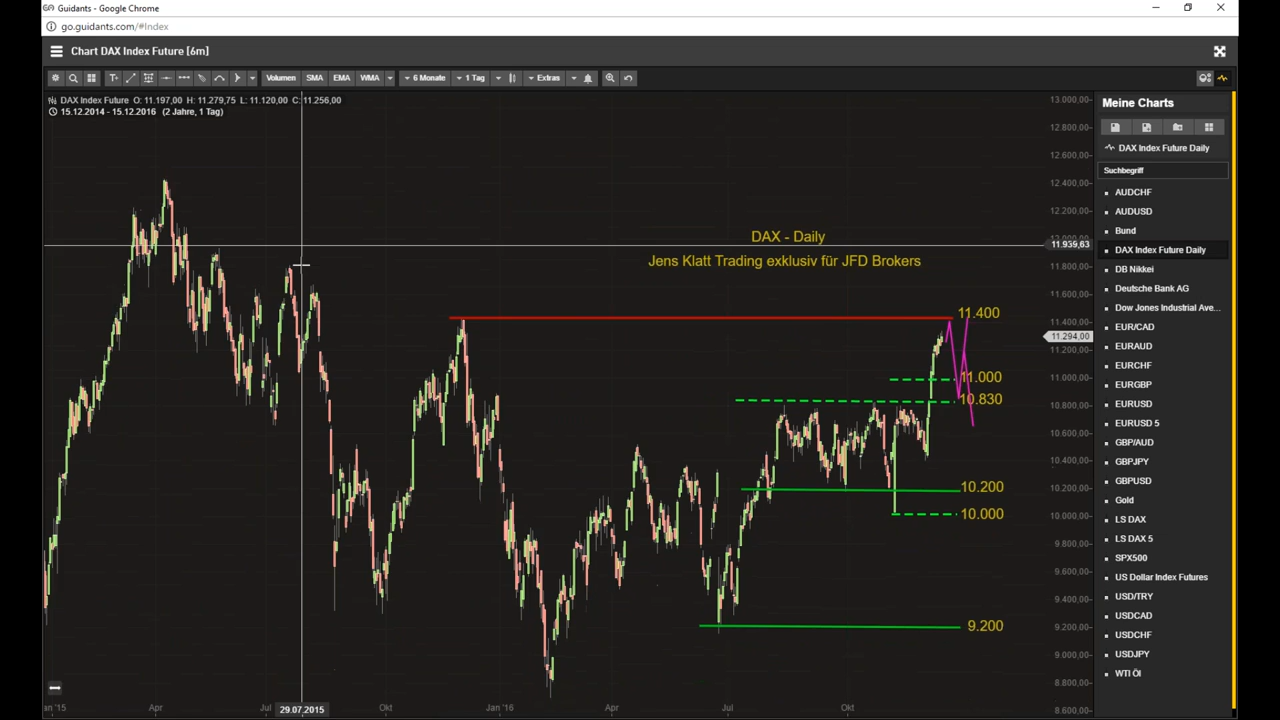 Guidants - Google Chrome
go.guidants.com/#Index
Chart DAX Index Future [6m]
T+ Volumen SMA EMA WMA 6 Monate 1 Tag Extras
DAX Index Future O: 11.197,00 H: 11.279,75 L: 11.120,00 C: 11.256,00
15.12.2014 - 15.12.2016 (2 Jahre, 1 Tag)
DAX - Daily
Jens Klatt Trading exklusiv für JFD Brokers
11.400
11.000
10.830
10.200
10.000
9.200
13.000,00
12.800,00
12.600,00
12.400,00
12.200,00
11.959,63
11.800,00
11.600,00
11.400,00
11.294,00
11.200,00
11.000,00
10.800,00
10.600,00
10.400,00
10.200,00
10.000,00
9.800,00
9.600,00
9.400,00
9.200,00
9.000,00
8.800,00
8.600,00
an '15 Apr Jul 29.07.2015 Okt Jan '16 Apr Jul Okt
Meine Charts
DAX Index Future Daily
Suchbegriff
AUDCHF
AUDUSD
Bund
DAX Index Future Daily
DB Nikkei
Deutsche Bank AG
Dow Jones Industrial Ave...
EUR/CAD
EURAUD
EURCHF
EURGBP
EURUSD
EURUSD 5
GBP/AUD
GBPJPY
GBPUSD
Gold
LS DAX
LS DAX 5
SPX500
US Dollar Index Futures
USD/TRY
USDCAD
USDCHF
USDJPY
WTI Öl